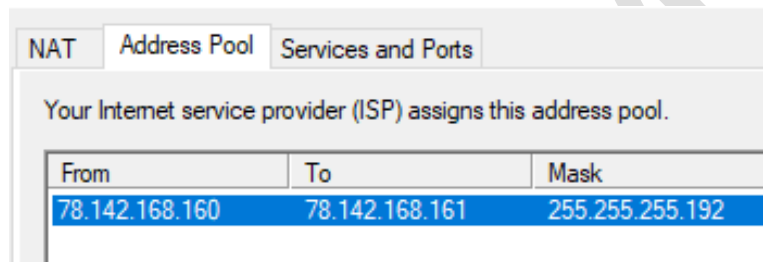 NAT Address Pool Services and Ports
Your Internet service provider (ISP) assigns this address pool.
From To Mask
78.142.168.160 78.142.168.161 255.255.255.192